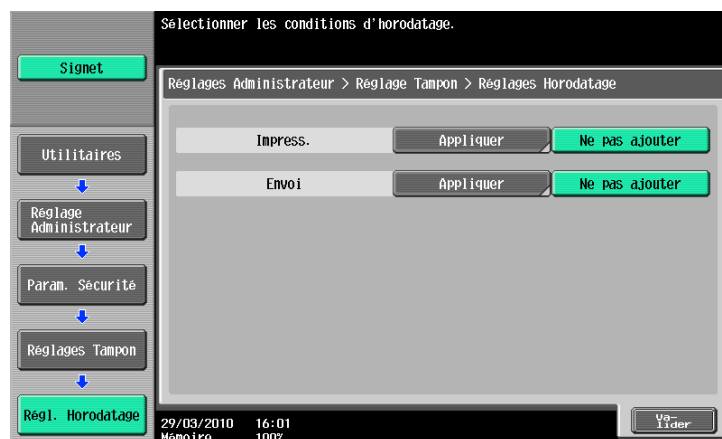 Sélectionner les conditions d'horodatage.
Signet
Réglages Administrateur > Réglage Tampon > Réglages Horodatage
Impress.
Appliquer
Ne pas ajouter
Envoi
Appliquer
Ne pas ajouter
Utilitaires
Réglage
Administrateur
Param. Sécurité
Réglages Tampon
Régl. Horodatage
29/03/2010 16:01
Mémoire 100%
Va-
lider